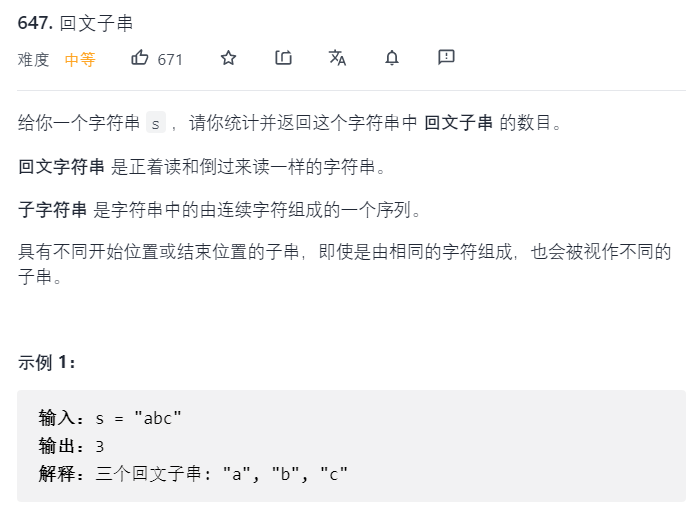 647. 回文子串
难度 中等 671
给你一个字符串 s ，请你统计并返回这个字符串中 回文子串 的数目。
回文字符串 是正着读和倒过来读一样的字符串。
子字符串 是字符串中的由连续字符组成的一个序列。
具有不同开始位置或结束位置的子串，即使是由相同的字符组成，也会被视作不同的
子串。
示例 1：
输入：s = "abc"
输出：3
解释：三个回文子串: "a", "b", "c"